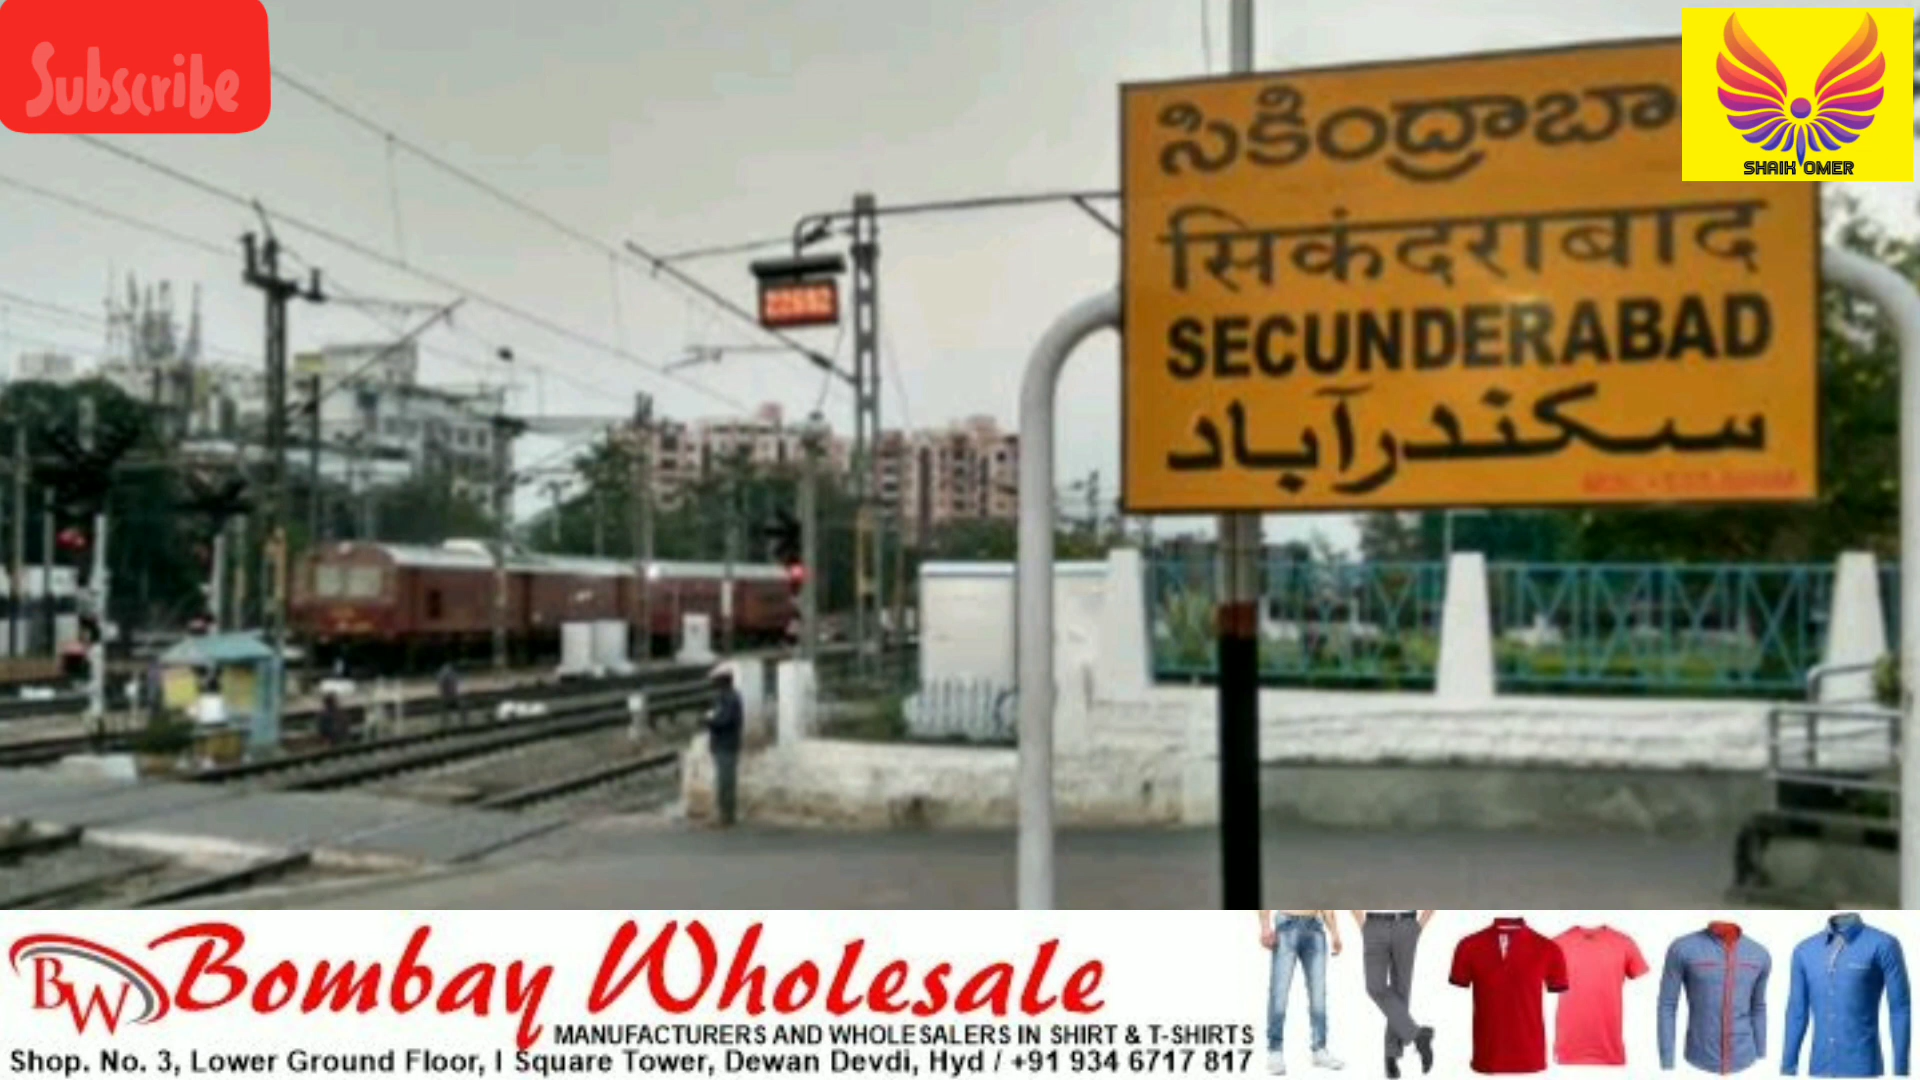 Subscribe
SHAIK OMER
సికింద్రాబా
सिकंदराबाद
SECUNDERABAD
سکندرآباد
BW Bombay Wholesale
MANUFACTURERS AND WHOLESALERS IN SHIRT & T-SHIRTS
Shop. No. 3, Lower Ground Floor, I Square Tower, Dewan Devdi, Hyd / +91 934 6717 817